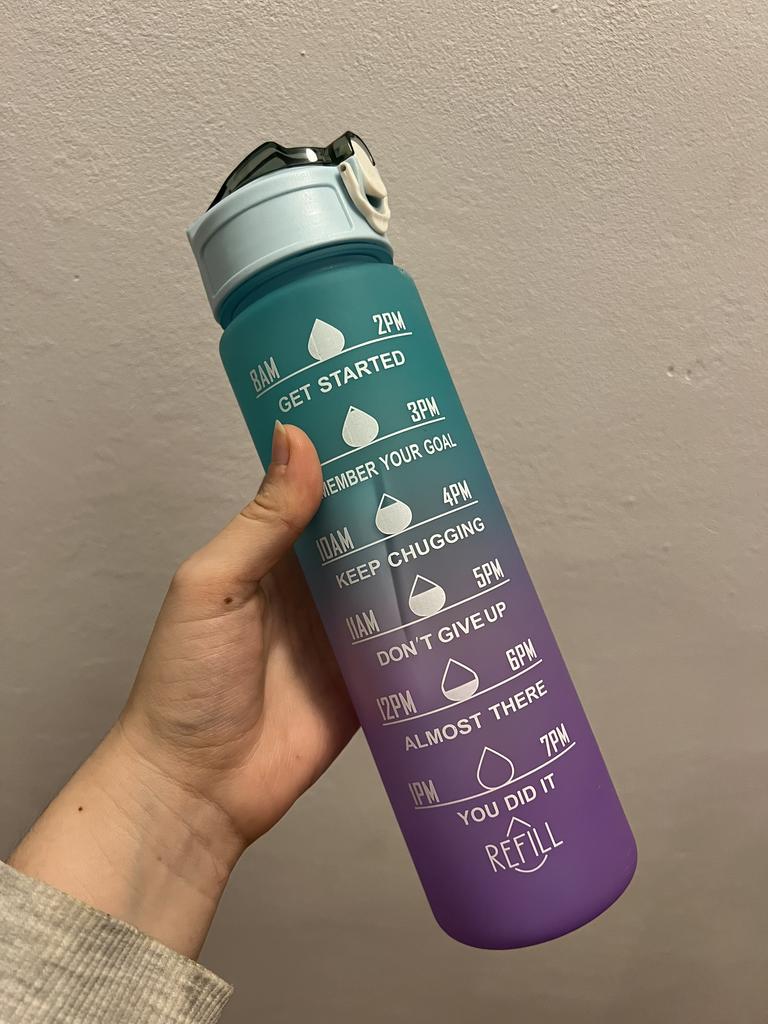 8AM 2PM
GET STARTED
3PM
MEMBER YOUR GOAL
10AM 4PM
KEEP CHUGGING
11AM 5PM
DON'T GIVE UP
12PM 6PM
ALMOST THERE
1PM 7PM
YOU DID IT
REFILL